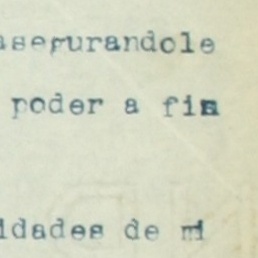 asegurandole
poder a fin
idades de mi